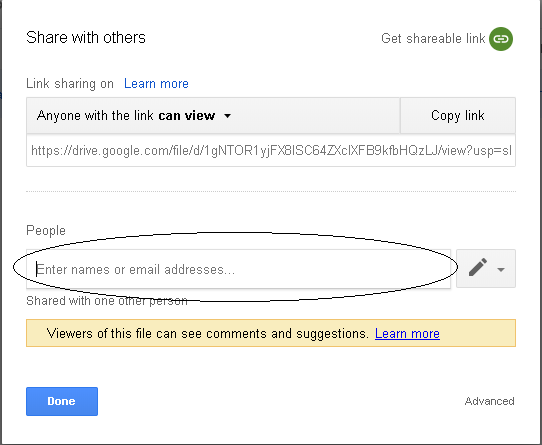 Share with others
Get shareable link
Link sharing on Learn more
Anyone with the link can view
Copy link
https://drive.google.com/file/d/1gNTOR1yjFX8lSC64ZXclXFB9kfbHQzLJ/view?usp=sl
People
Enter names or email addresses...
Shared with one other person
Viewers of this file can see comments and suggestions. Learn more
Done
Advanced